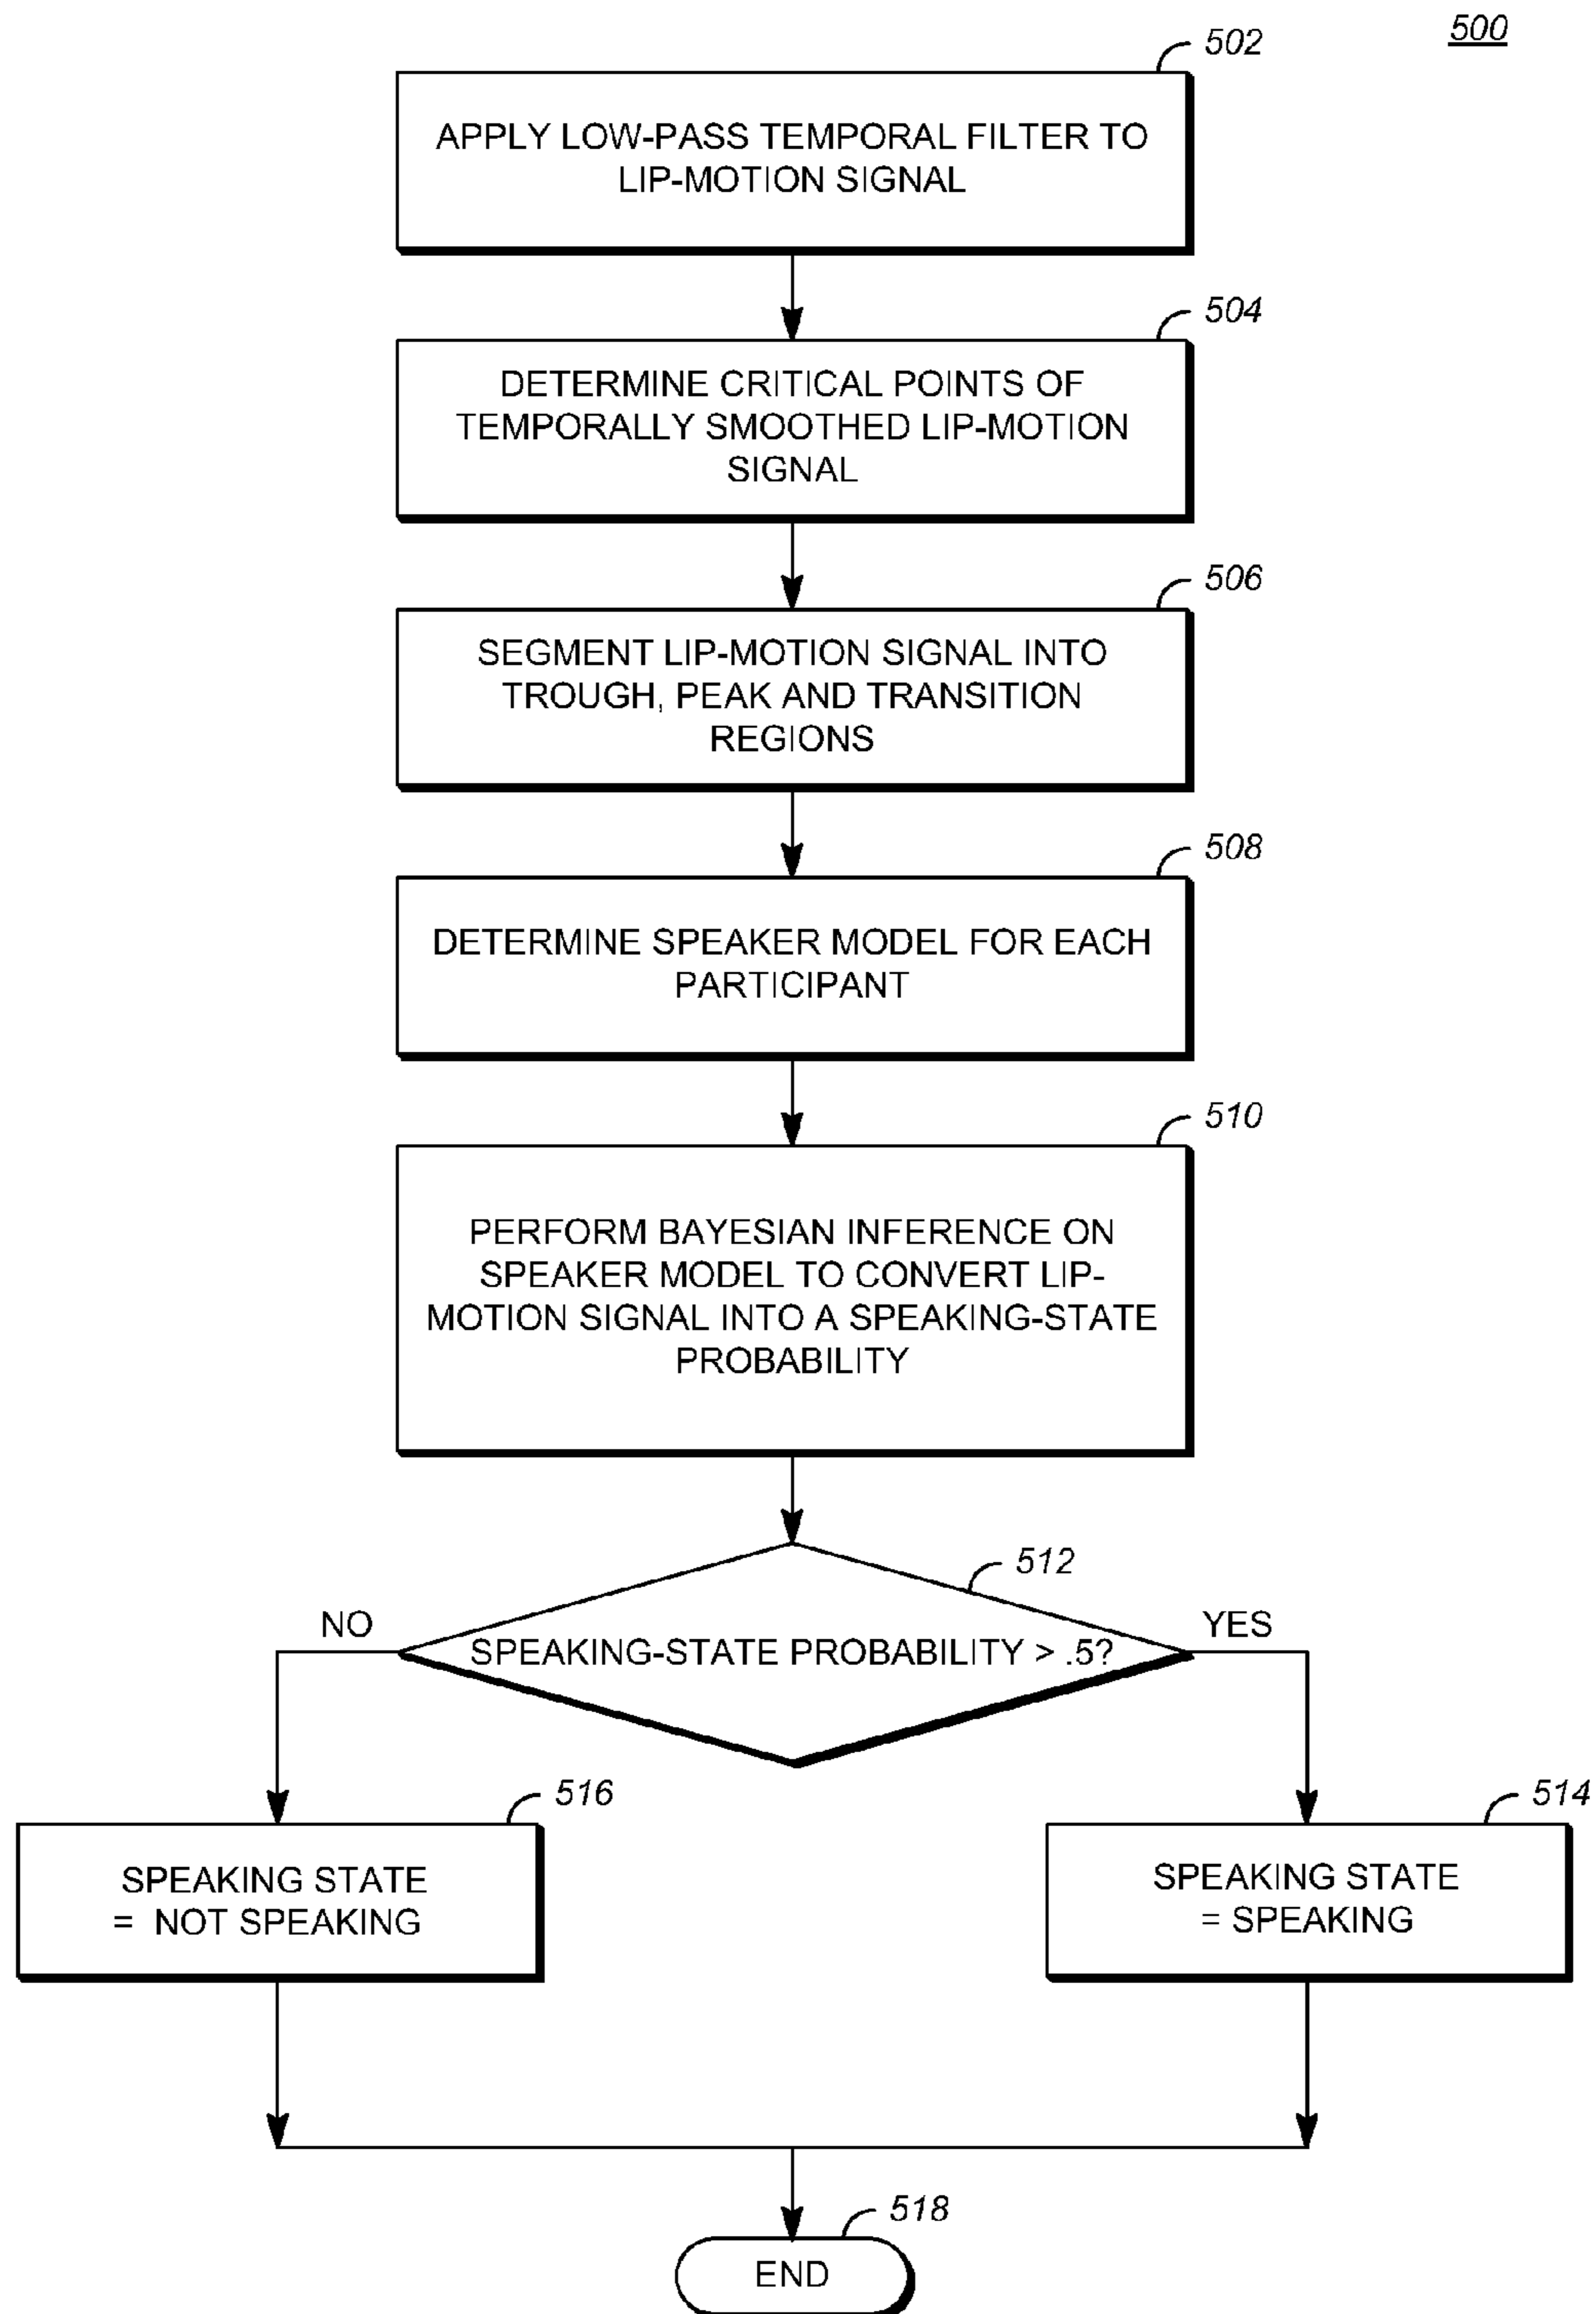 500
502
APPLY LOW-PASS TEMPORAL FILTER TO
LIP-MOTION SIGNAL
504
DETERMINE CRITICAL POINTS OF
TEMPORALLY SMOOTHED LIP-MOTION
SIGNAL
506
SEGMENT LIP-MOTION SIGNAL INTO
TROUGH, PEAK AND TRANSITION
REGIONS
508
DETERMINE SPEAKER MODEL FOR EACH
PARTICIPANT
510
PERFORM BAYESIAN INFERENCE ON
SPEAKER MODEL TO CONVERT LIP-
MOTION SIGNAL INTO A SPEAKING-STATE
PROBABILITY
512
NO
YES
SPEAKING-STATE PROBABILITY > .5?
516
SPEAKING STATE
= NOT SPEAKING
514
SPEAKING STATE
= SPEAKING
518
END